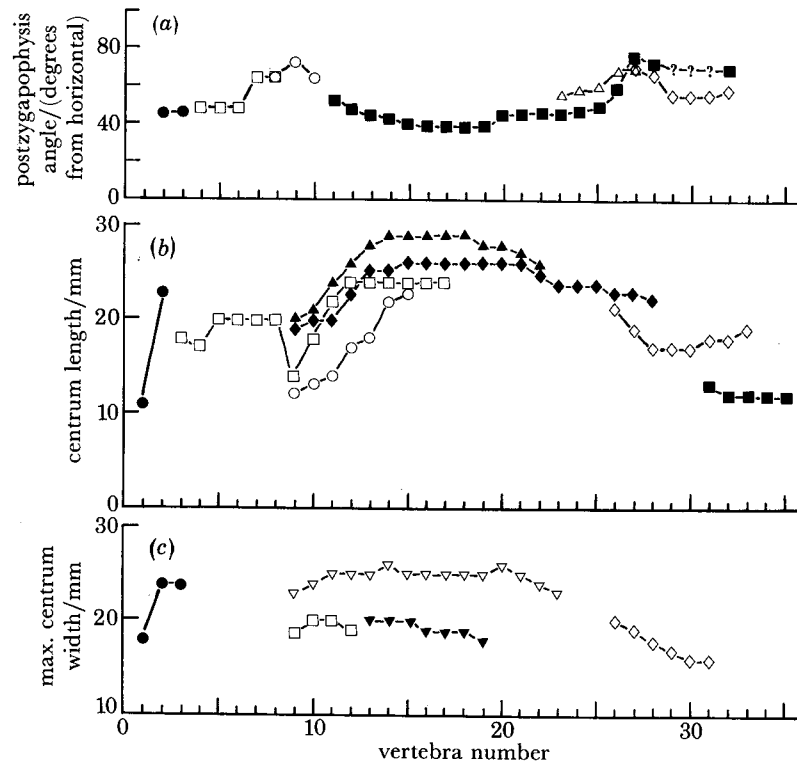 (a)
postzygapophysis
angle/(degrees
from horizontal)
80
40
0
? ? ?
(b)
centrum length/mm
30
20
10
0
(c)
max. centrum
width/mm
30
20
10
0 10 20 30
vertebra number